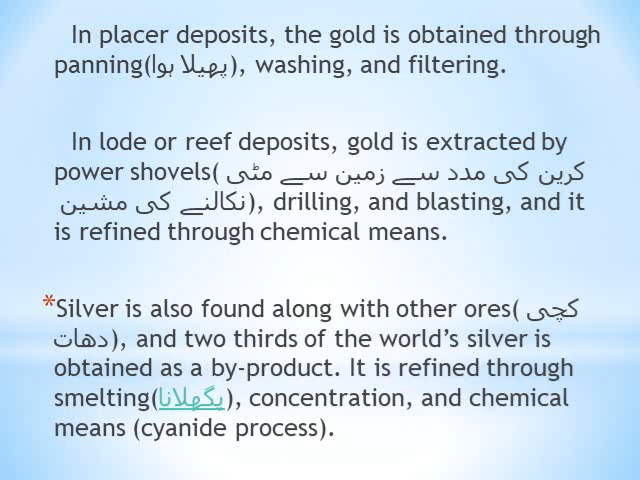 In placer deposits, the gold is obtained through
panning(پھیلا ہوا), washing, and filtering.
In lode or reef deposits, gold is extracted by
power shovels( کرین کی مدد سے زمین سے مٹی
نکالنے کی مشین), drilling, and blasting, and it
is refined through chemical means.
*Silver is also found along with other ores( کچی
دھات), and two thirds of the world’s silver is
obtained as a by-product. It is refined through
smelting(پگھلانا), concentration, and chemical
means (cyanide process).